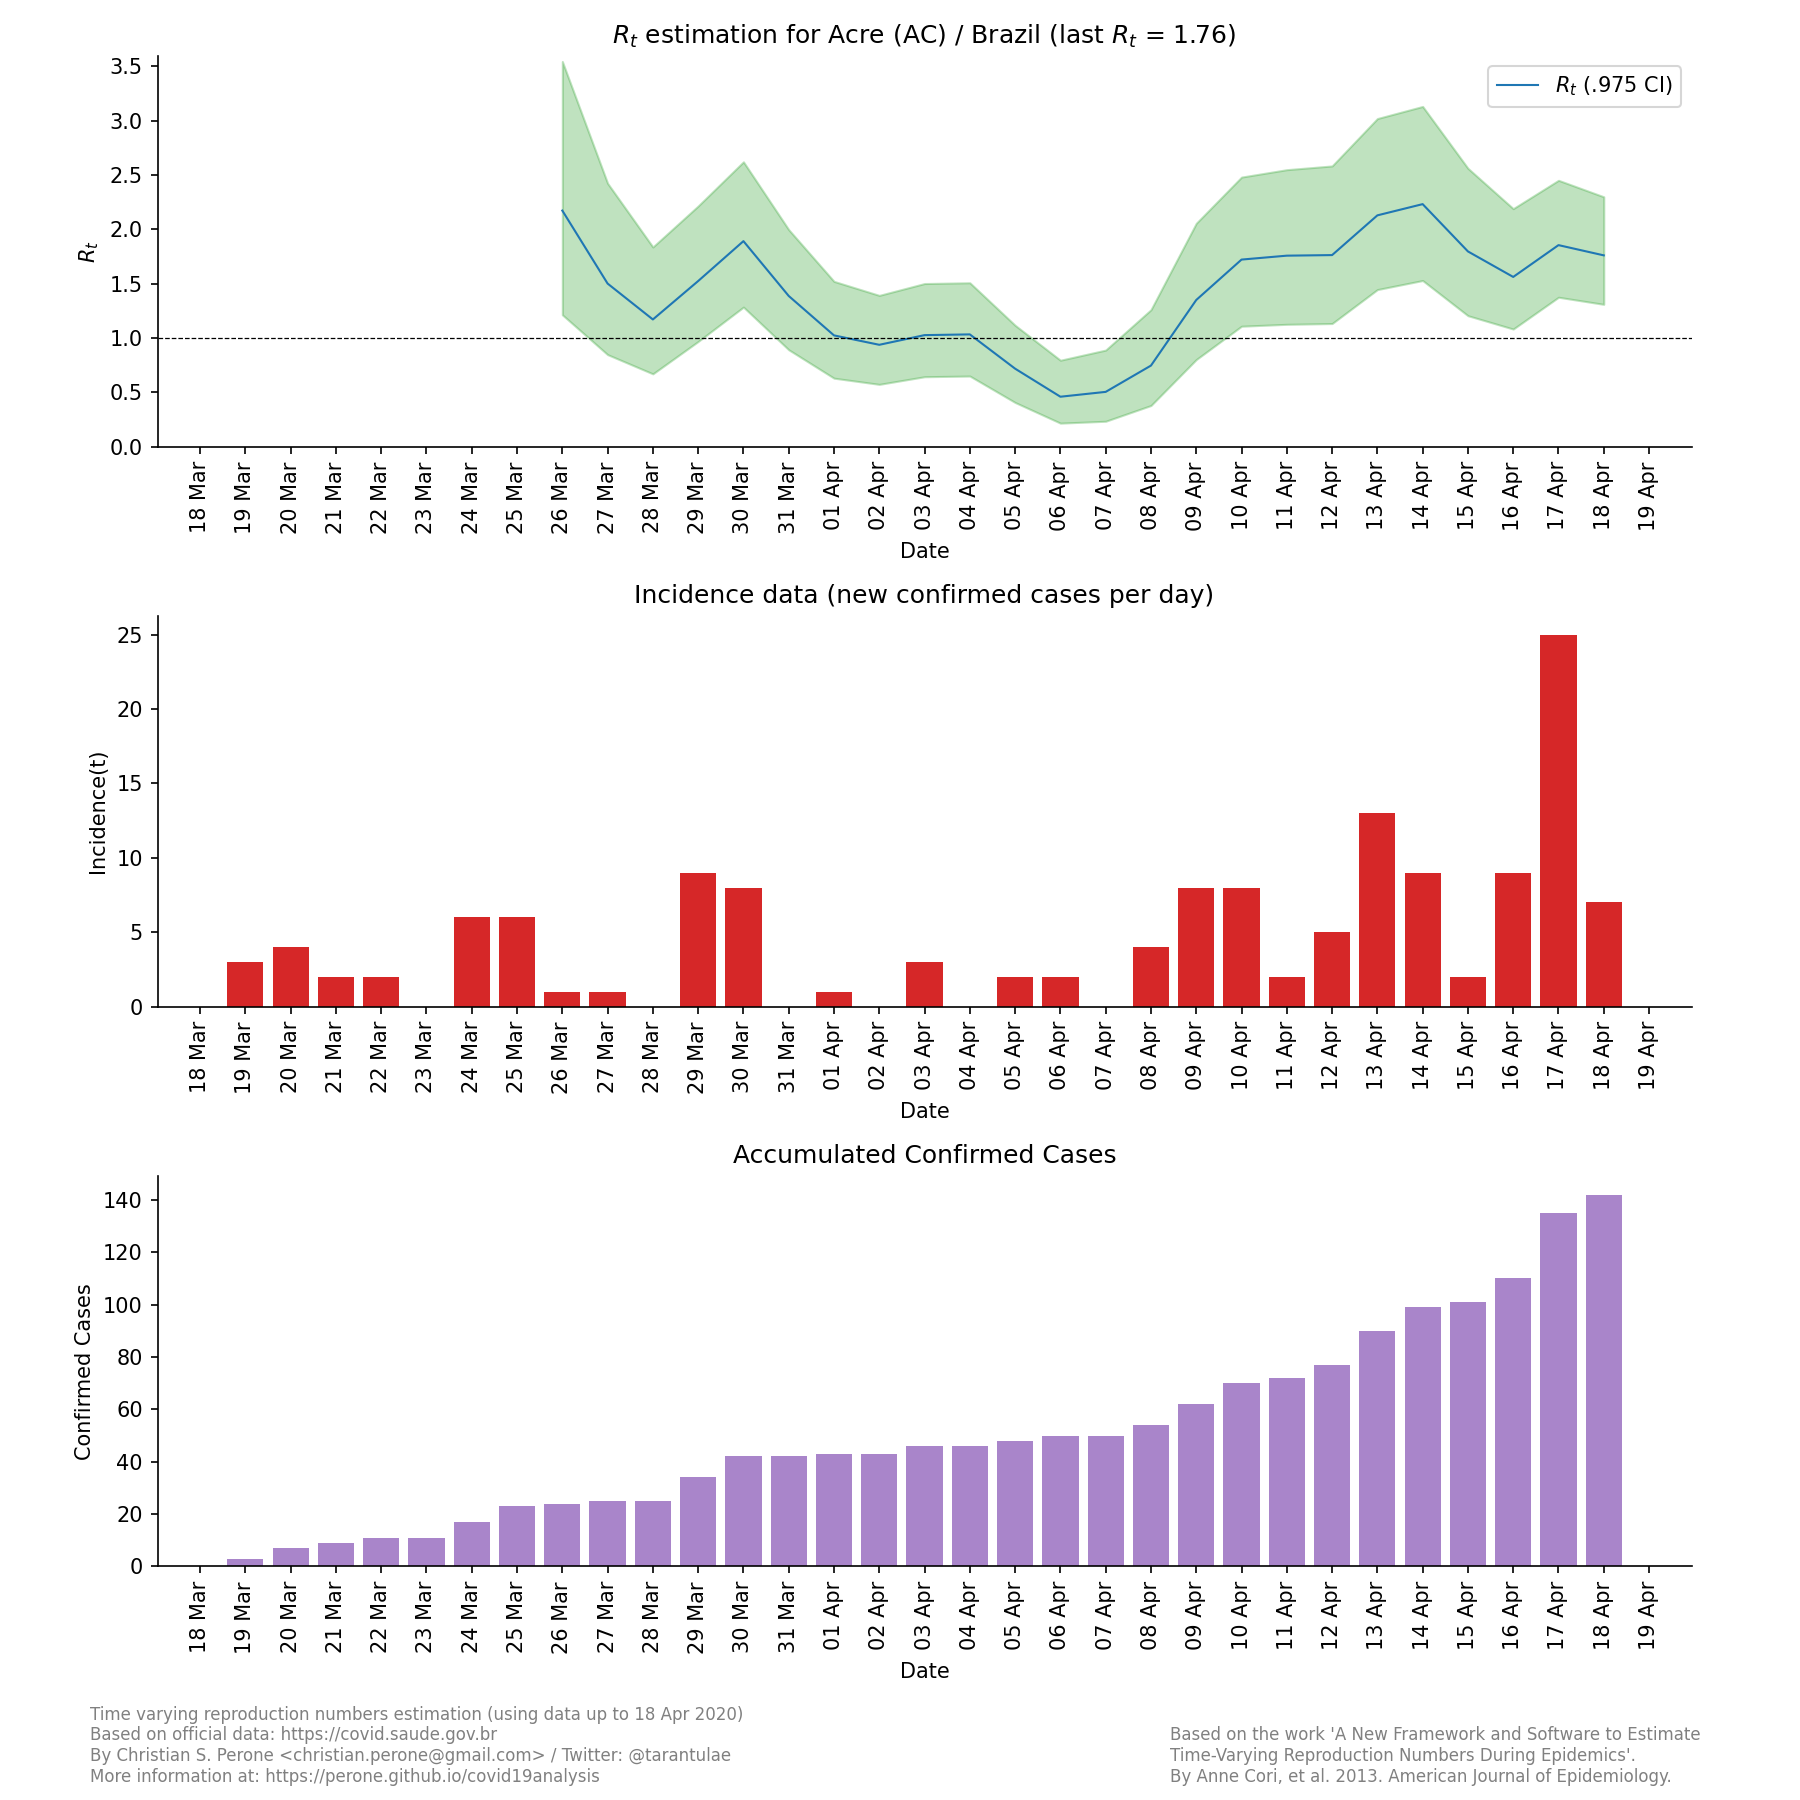 R_t estimation for Acre (AC) / Brazil (last R_t = 1.76)
R_t (.975 CI)
R_t
3.5
3.0
2.5
2.0
1.5
1.0
0.5
0.0
18 Mar 19 Mar 20 Mar 21 Mar 22 Mar 23 Mar 24 Mar 25 Mar 26 Mar 27 Mar 28 Mar 29 Mar 30 Mar 31 Mar 01 Apr 02 Apr 03 Apr 04 Apr 05 Apr 06 Apr 07 Apr 08 Apr 09 Apr 10 Apr 11 Apr 12 Apr 13 Apr 14 Apr 15 Apr 16 Apr 17 Apr 18 Apr 19 Apr
Date
Incidence data (new confirmed cases per day)
Incidence(t)
25
20
15
10
5
0
18 Mar 19 Mar 20 Mar 21 Mar 22 Mar 23 Mar 24 Mar 25 Mar 26 Mar 27 Mar 28 Mar 29 Mar 30 Mar 31 Mar 01 Apr 02 Apr 03 Apr 04 Apr 05 Apr 06 Apr 07 Apr 08 Apr 09 Apr 10 Apr 11 Apr 12 Apr 13 Apr 14 Apr 15 Apr 16 Apr 17 Apr 18 Apr 19 Apr
Date
Accumulated Confirmed Cases
Confirmed Cases
140
120
100
80
60
40
20
0
18 Mar 19 Mar 20 Mar 21 Mar 22 Mar 23 Mar 24 Mar 25 Mar 26 Mar 27 Mar 28 Mar 29 Mar 30 Mar 31 Mar 01 Apr 02 Apr 03 Apr 04 Apr 05 Apr 06 Apr 07 Apr 08 Apr 09 Apr 10 Apr 11 Apr 12 Apr 13 Apr 14 Apr 15 Apr 16 Apr 17 Apr 18 Apr 19 Apr
Date
Time varying reproduction numbers estimation (using data up to 18 Apr 2020)
Based on official data: https://covid.saude.gov.br
By Christian S. Perone <christian.perone@gmail.com> / Twitter: @tarantulae
More information at: https://perone.github.io/covid19analysis
Based on the work 'A New Framework and Software to Estimate
Time-Varying Reproduction Numbers During Epidemics'.
By Anne Cori, et al. 2013. American Journal of Epidemiology.